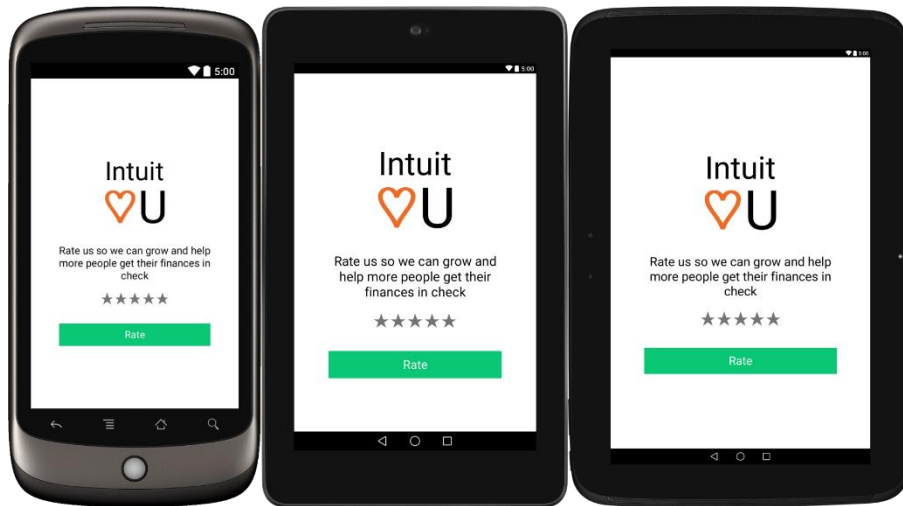 5:00
Intuit
♡U
Rate us so we can grow and help
more people get their finances in
check
★★★★★
Rate
5:00
Intuit
♡U
Rate us so we can grow and
help more people get their
finances in check
★★★★★
Rate
5:00
Intuit
♡U
Rate us so we can grow and help
more people get their finances in
check
★★★★★
Rate